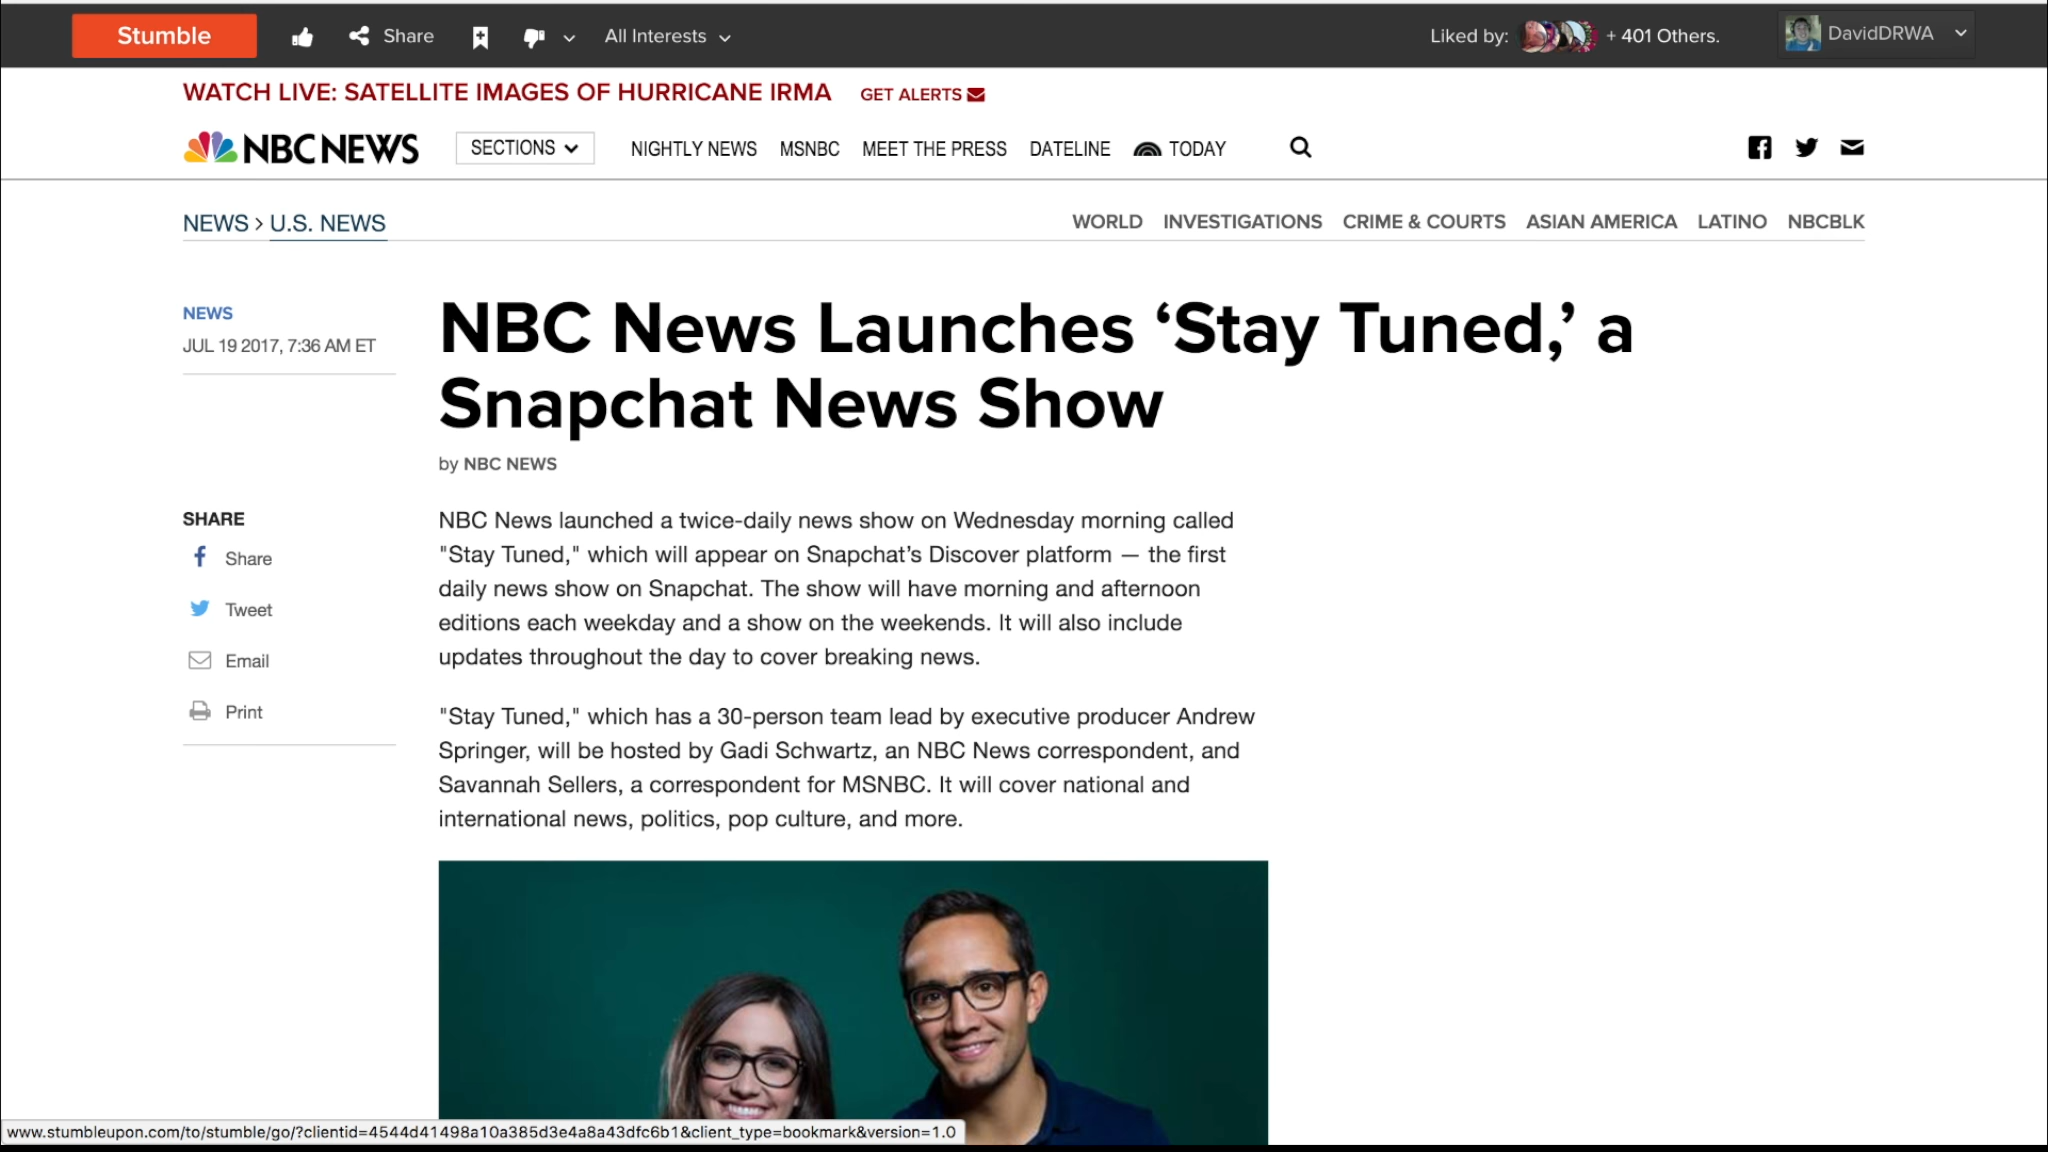 Stumble Share All Interests Liked by: + 401 Others. DavidDRWA
WATCH LIVE: SATELLITE IMAGES OF HURRICANE IRMA GET ALERTS
NBC NEWS SECTIONS NIGHTLY NEWS MSNBC MEET THE PRESS DATELINE TODAY
NEWS > U.S. NEWS WORLD INVESTIGATIONS CRIME & COURTS ASIAN AMERICA LATINO NBCBLK
NEWS
JUL 19 2017, 7:36 AM ET
NBC News Launches ‘Stay Tuned,’ a
Snapchat News Show
by NBC NEWS
SHARE
Share
Tweet
Email
Print
NBC News launched a twice-daily news show on Wednesday morning called
"Stay Tuned," which will appear on Snapchat’s Discover platform — the first
daily news show on Snapchat. The show will have morning and afternoon
editions each weekday and a show on the weekends. It will also include
updates throughout the day to cover breaking news.
"Stay Tuned," which has a 30-person team lead by executive producer Andrew
Springer, will be hosted by Gadi Schwartz, an NBC News correspondent, and
Savannah Sellers, a correspondent for MSNBC. It will cover national and
international news, politics, pop culture, and more.
www.stumbleupon.com/to/stumble/go/?clientid=4544d41498a10a385d3e4a8a43dfc6b1&client_type=bookmark&version=1.0